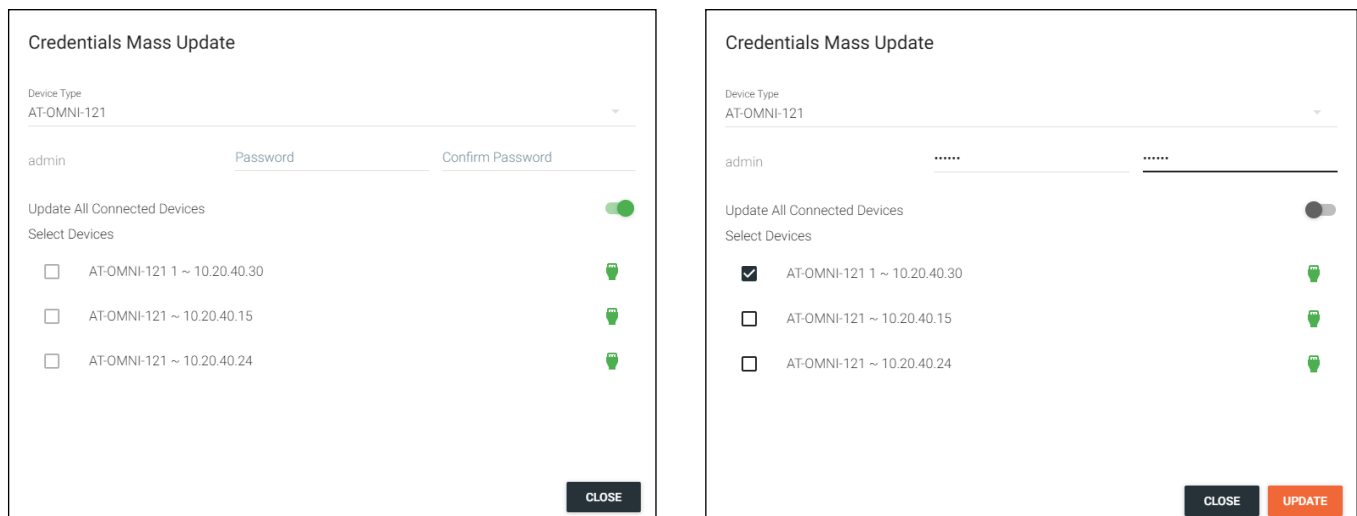 Credentials Mass Update
Device Type
AT-OMNI-121
admin Password Confirm Password
Update All Connected Devices
Select Devices
AT-OMNI-121 1 ~ 10.20.40.30
AT-OMNI-121 ~ 10.20.40.15
AT-OMNI-121 ~ 10.20.40.24
CLOSE
Credentials Mass Update
Device Type
AT-OMNI-121
admin •••••• ••••••
Update All Connected Devices
Select Devices
AT-OMNI-121 1 ~ 10.20.40.30
AT-OMNI-121 ~ 10.20.40.15
AT-OMNI-121 ~ 10.20.40.24
CLOSE UPDATE